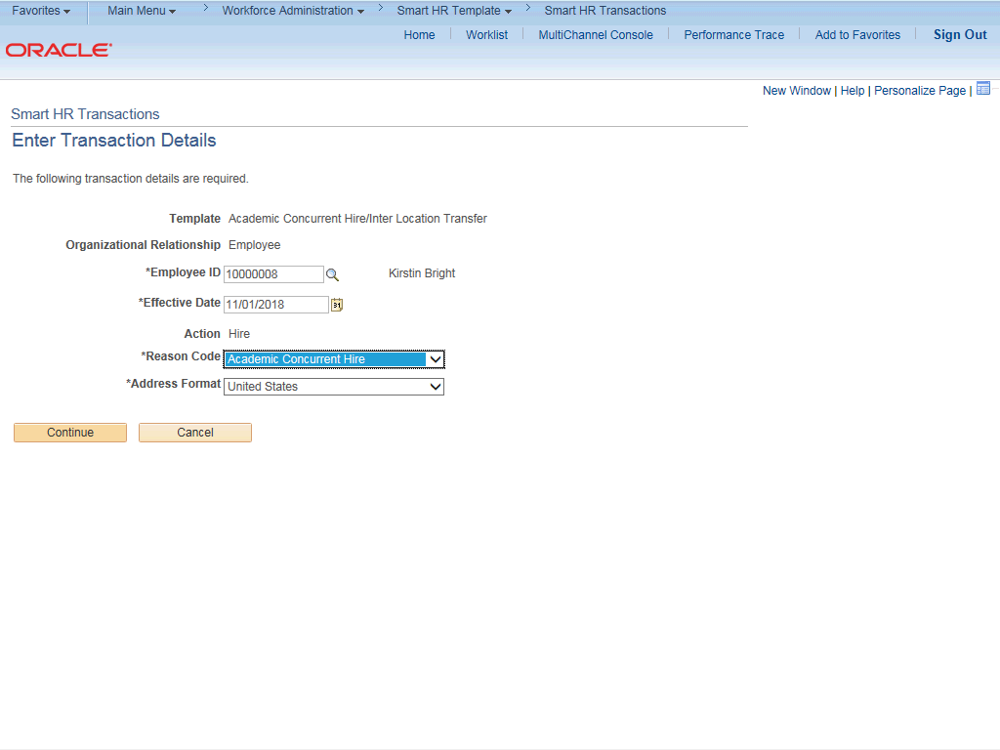 Favorites Main Menu > Workforce Administration > Smart HR Template > Smart HR Transactions
Home Worklist MultiChannel Console Performance Trace Add to Favorites Sign Out
ORACLE
New Window | Help | Personalize Page |
Smart HR Transactions
Enter Transaction Details
The following transaction details are required.
Template Academic Concurrent Hire/Inter Location Transfer
Organizational Relationship Employee
*Employee ID 10000008 Kirstin Bright
*Effective Date 11/01/2018 31
Action Hire
*Reason Code Academic Concurrent Hire
*Address Format United States
Continue Cancel